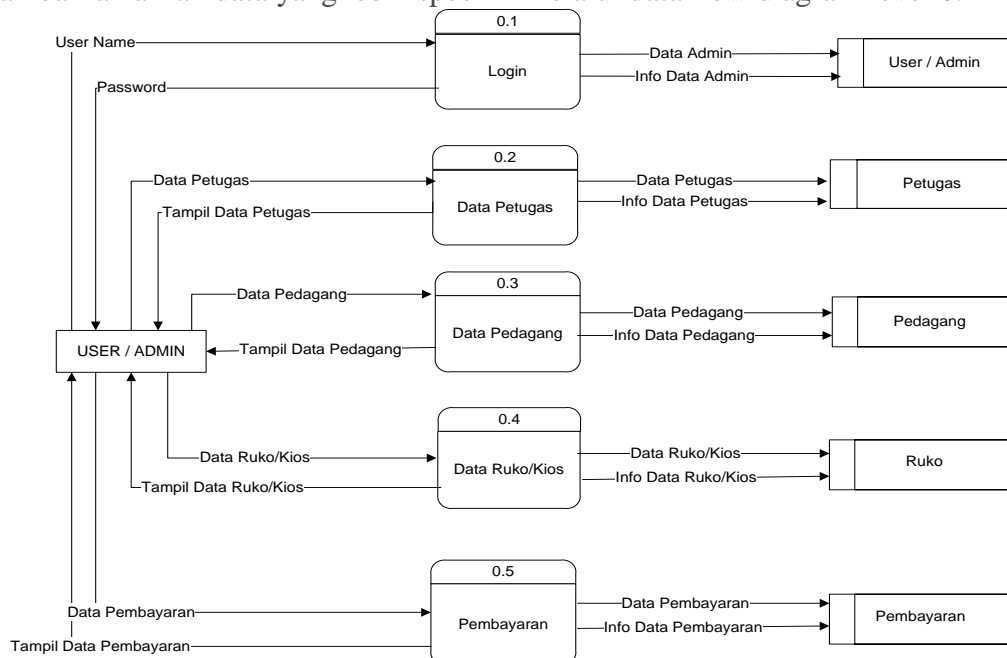 0.1
User Name
Login
Data Admin
Info Data Admin
User / Admin
Password
0.2
Data Petugas
Tampil Data Petugas
Data Petugas
Data Petugas
Info Data Petugas
Petugas
0.3
Data Pedagang
Tampil Data Pedagang
Data Pedagang
Data Pedagang
Info Data Pedagang
Pedagang
USER / ADMIN
0.4
Data Ruko/Kios
Tampil Data Ruko/Kios
Data Ruko/Kios
Data Ruko/Kios
Info Data Ruko/Kios
Ruko
0.5
Data Pembayaran
Tampil Data Pembayaran
Pembayaran
Data Pembayaran
Info Data Pembayaran
Pembayaran